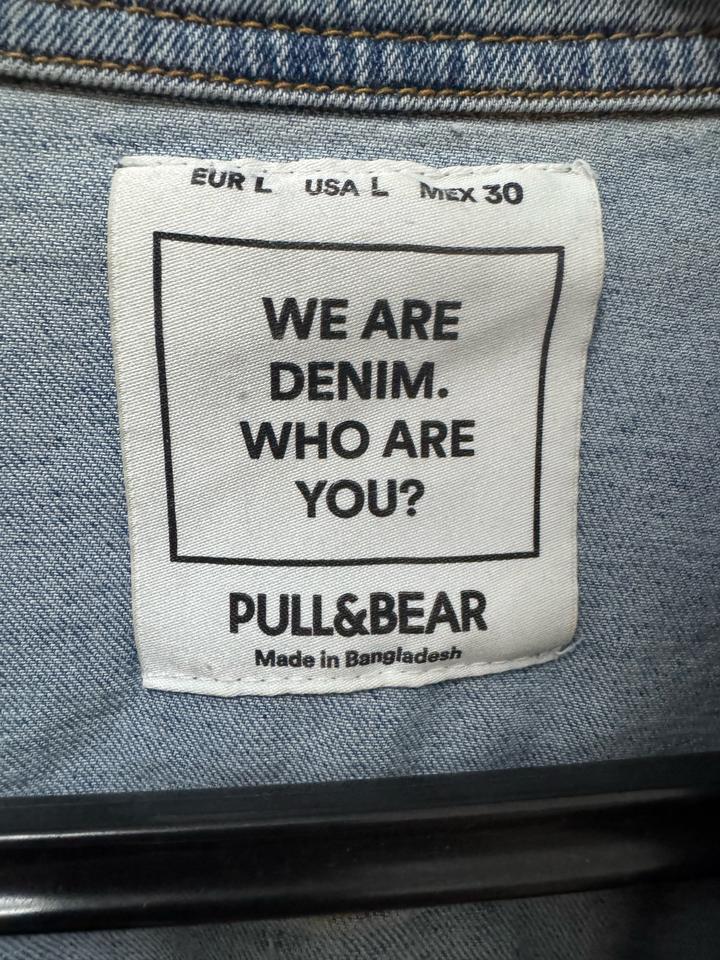 EUR L USA L MEX 30
WE ARE
DENIM.
WHO ARE
YOU?
PULL&BEAR
Made in Bangladesh